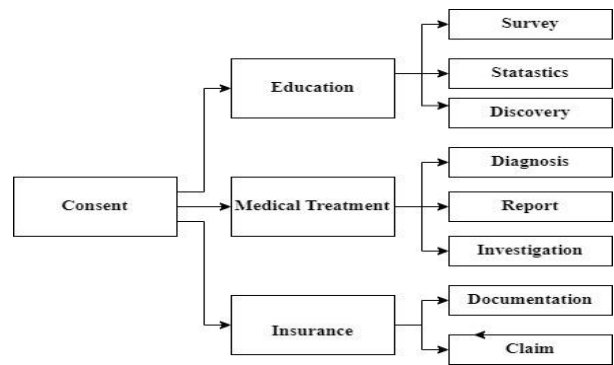 Consent
Education
Survey
Statastics
Discovery
Medical Treatment
Diagnosis
Report
Investigation
Insurance
Documentation
Claim